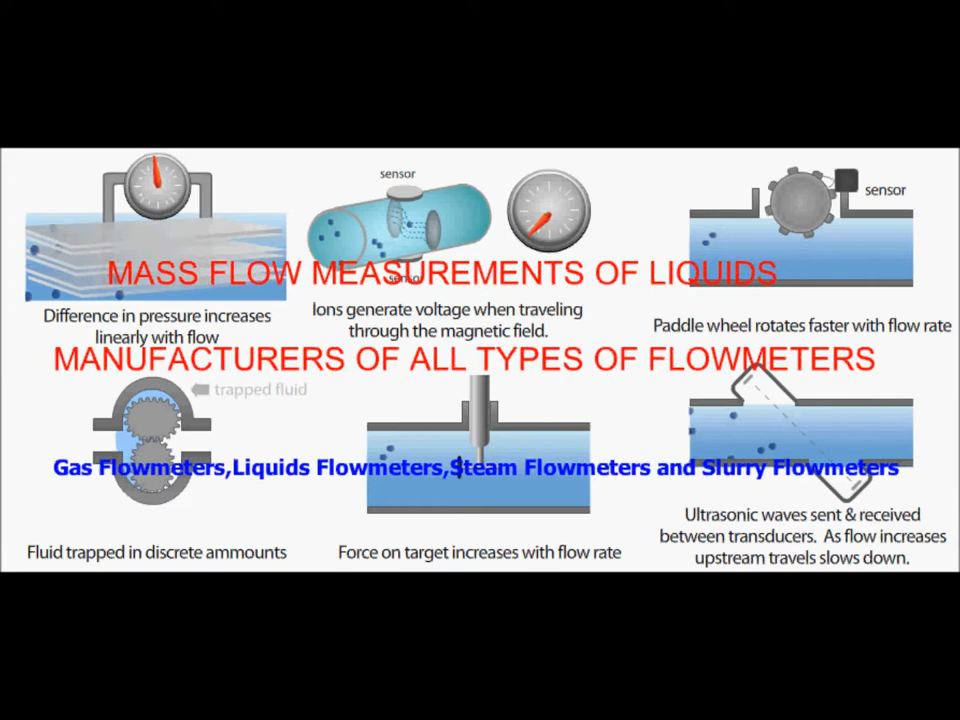 sensor
sensor
sensor
MASS FLOW MEASUREMENTS OF LIQUIDS
Difference in pressure increases
linearly with flow
Ions generate voltage when traveling
through the magnetic field.
Paddle wheel rotates faster with flow rate
MANUFACTURERS OF ALL TYPES OF FLOWMETERS
trapped fluid
Gas Flowmeters,Liquids Flowmeters,Steam Flowmeters and Slurry Flowmeters
Fluid trapped in discrete ammounts
Force on target increases with flow rate
Ultrasonic waves sent & received
between transducers. As flow increases
upstream travels slows down.